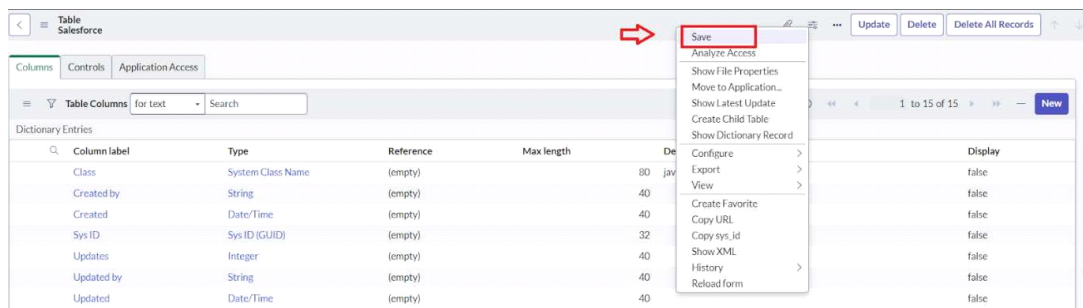 Table
Salesforce
Update Delete Delete All Records
Save
Analyze Access
Show File Properties
Move to Application...
Show Latest Update
Create Child Table
Show Dictionary Record
Configure
Export
View
Create Favorite
Copy URL
Copy sys_id
Show XML
History
Reload form
Columns Controls Application Access
Table Columns for text Search 1 to 15 of 15 New
Dictionary Entries
Column label Type Reference Max length De Display
Class System Class Name (empty) 80 jav false
Created by String (empty) 40 false
Created Date/Time (empty) 40 false
Sys ID Sys ID (GUID) (empty) 32 false
Updates Integer (empty) 40 false
Updated by String (empty) 40 false
Updated Date/Time (empty) 40 false